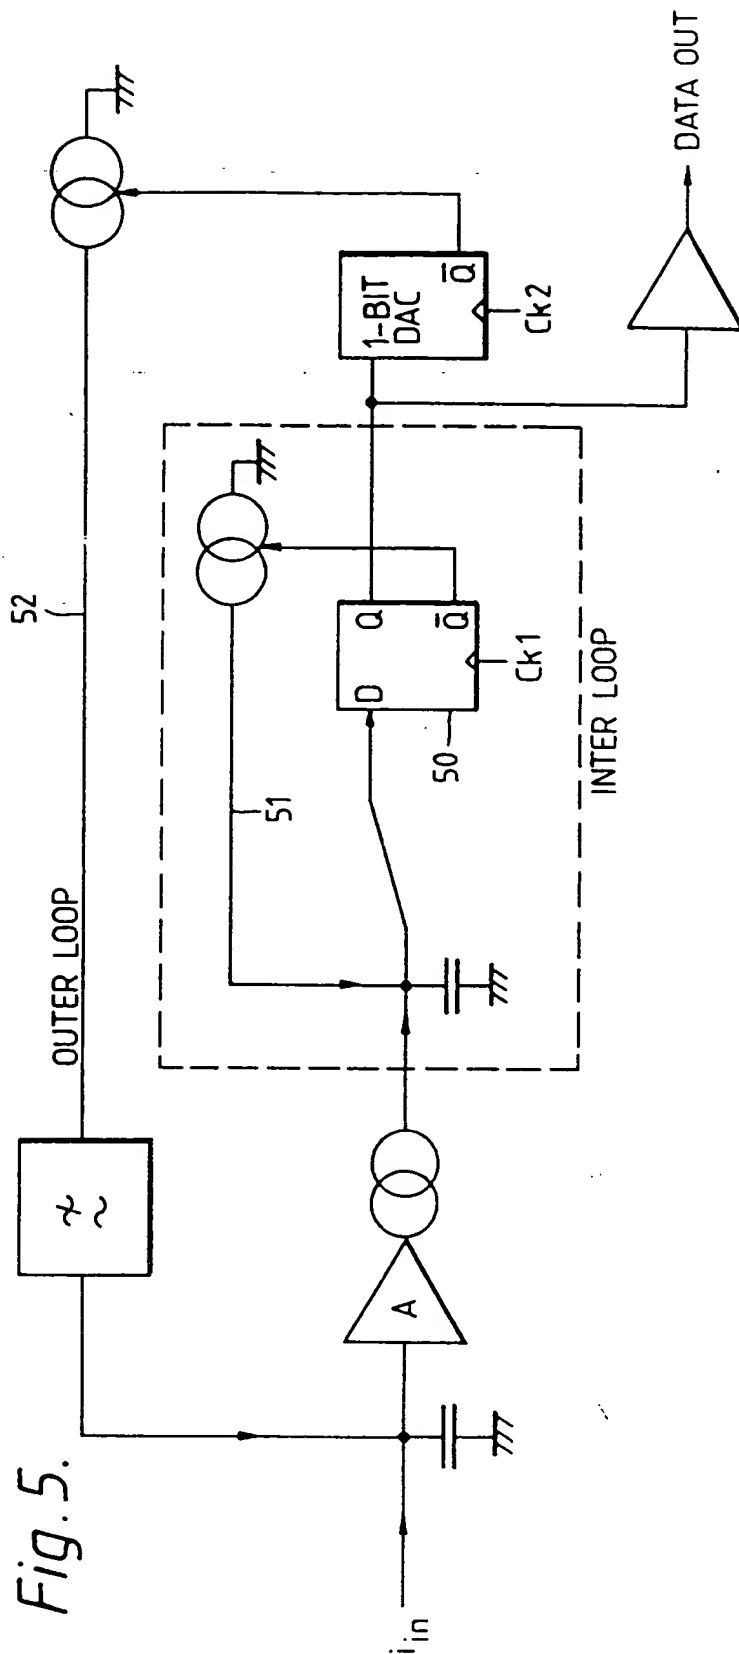 Fig. 5.
OUTER LOOP
52
51
50
D
Q
Q̅
Ck1
INTER LOOP
1-BIT
DAC
Q̅
Ck2
DATA OUT
A
i_in